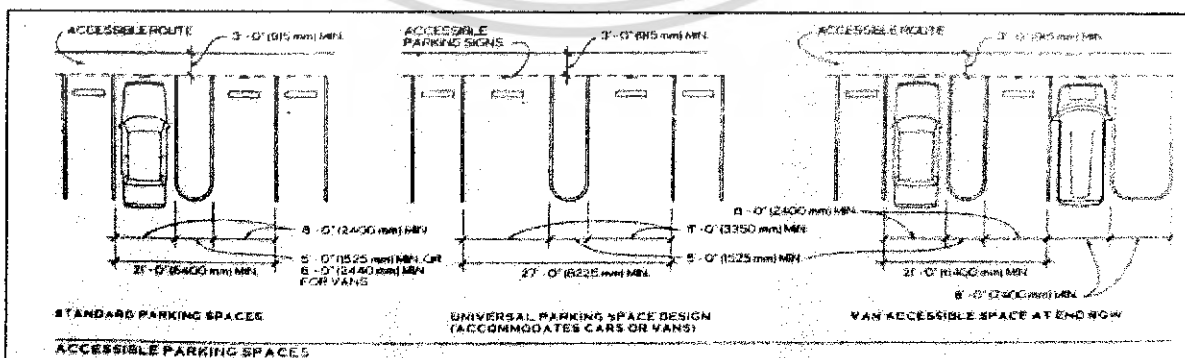 ACCESSIBLE ROUTE
3'-0" (915 mm) MIN.
8'-0" (2400 mm) MIN.
5'-0" (1525 mm) MIN. OR
(2440 mm) MIN
FOR VANS
21'-0" (6400 mm) MIN.
STANDARD PARKING SPACES
ACCESSIBLE
PARKING SIGNS
3'-0" (915 mm) MIN.
11'-0" (3350 mm) MIN.
5'-0" (1525 mm) MIN.
27'-0" (8225 mm) MIN.
UNIVERSAL PARKING SPACE DESIGN
(ACCOMMODATES CARS OR VANS)
ACCESSIBLE ROUTE
3'-0" (915 mm) MIN.
(2400 mm) MIN.
21'-0" (6400 mm) MIN.
8'-0" (2400 mm) MIN.
VAN ACCESSIBLE SPACE AT END ROW
ACCESSIBLE PARKING SPACES